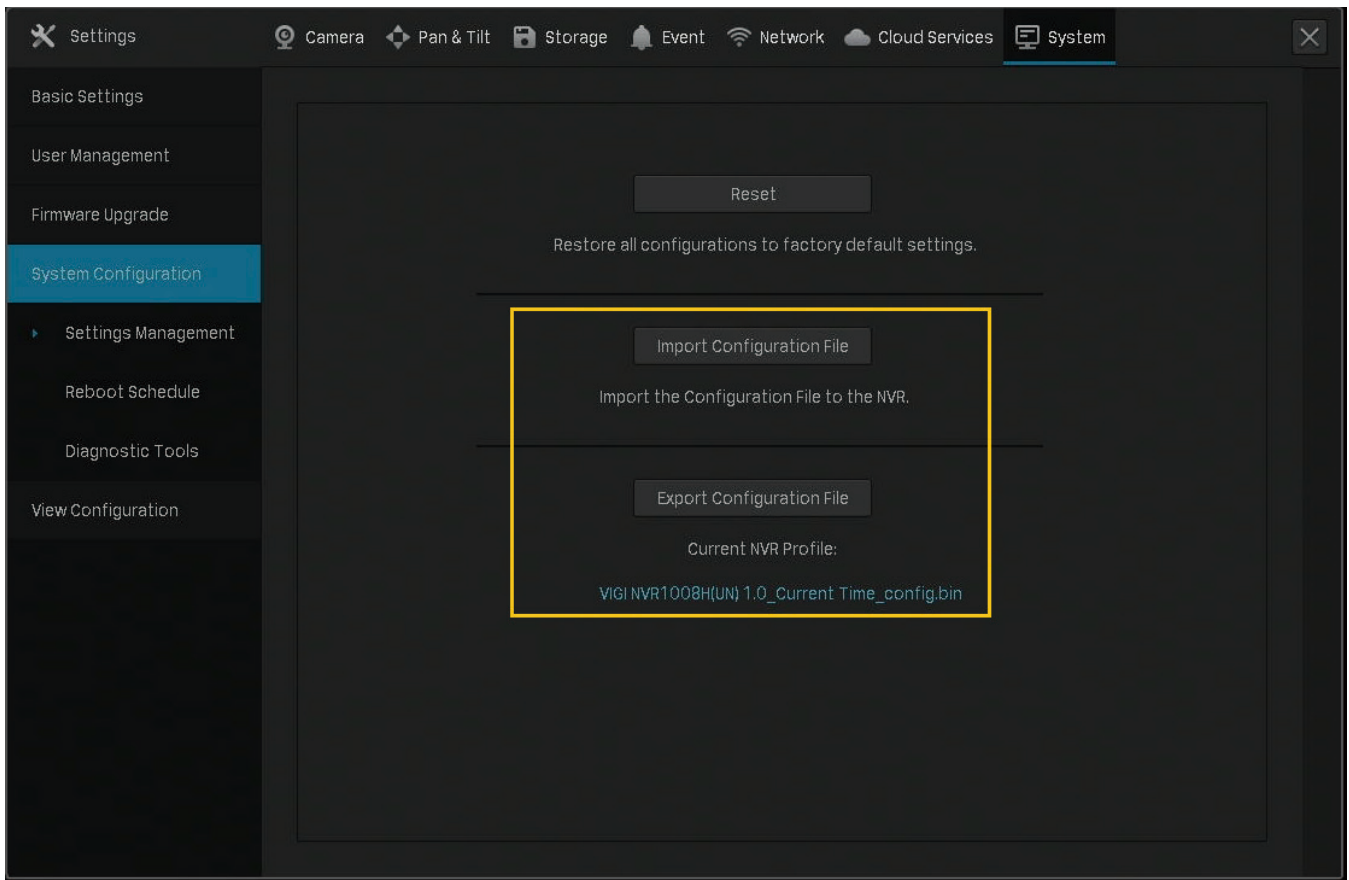 Settings
Camera
Pan & Tilt
Storage
Event
Network
Cloud Services
System
Basic Settings
User Management
Firmware Upgrade
System Configuration
Settings Management
Reboot Schedule
Diagnostic Tools
View Configuration
Reset
Restore all configurations to factory default settings.
Import Configuration File
Import the Configuration File to the NVR.
Export Configuration File
Current NVR Profile:
VIGI NVR1008H(UN) 1.0_Current Time_config.bin